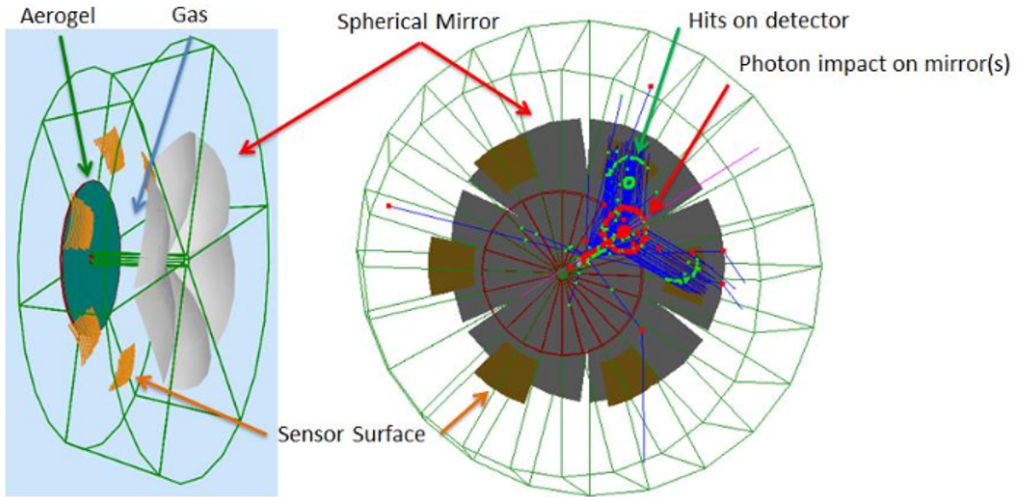 Aerogel
Gas
Spherical Mirror
Hits on detector
Photon impact on mirror(s)
Sensor Surface